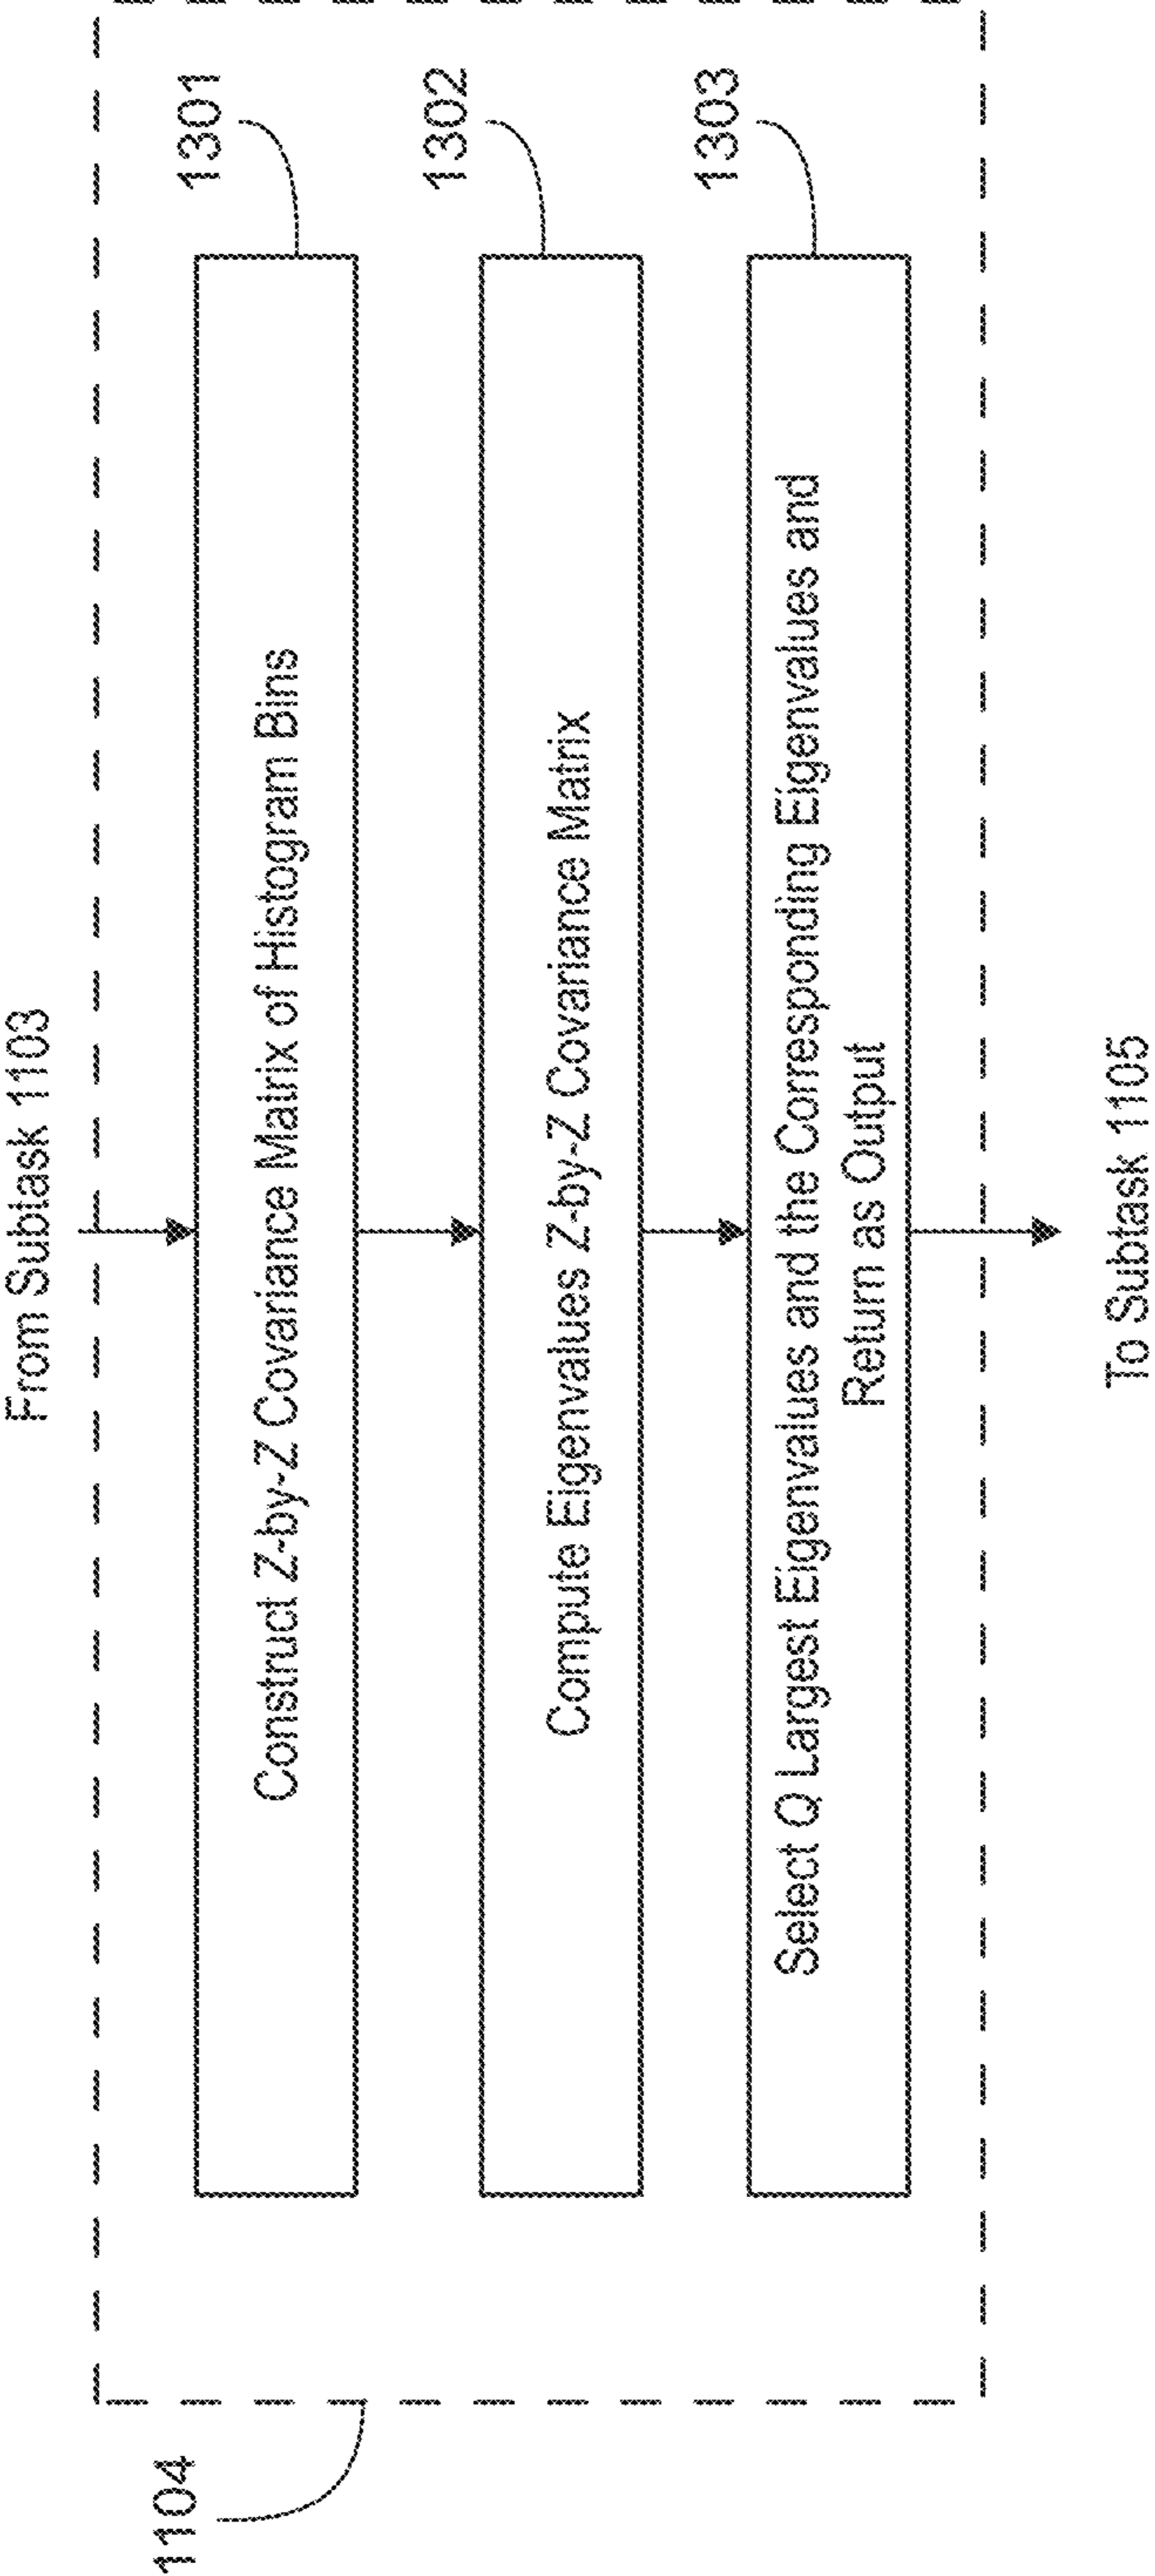 From Subtask 1103
1104
1301
Construct Z-by-Z Covariance Matrix of Histogram Bins
1302
Compute Eigenvalues Z-by-Z Covariance Matrix
1303
Select Q Largest Eigenvalues and the Corresponding Eigenvalues and
Return as Output
To Subtask 1105